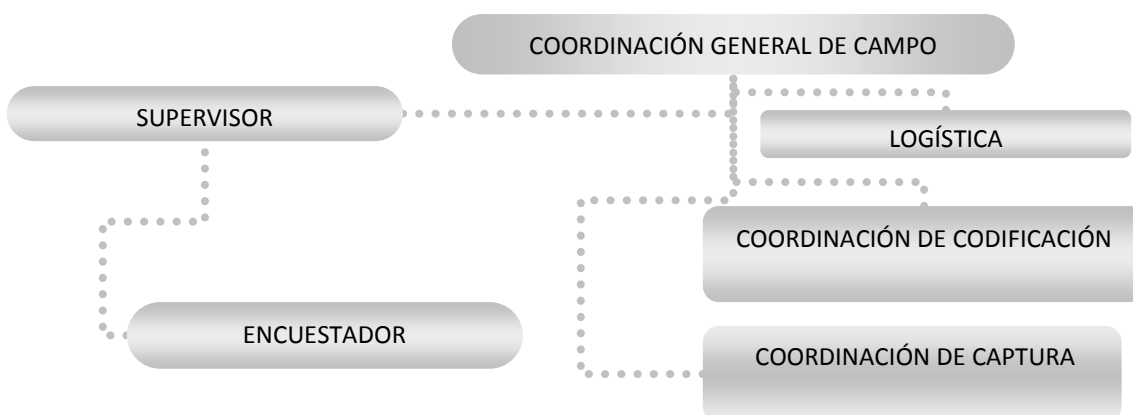 COORDINACIÓN GENERAL DE CAMPO
SUPERVISOR
LOGÍSTICA
COORDINACIÓN DE CODIFICACIÓN
ENCUESTADOR
COORDINACIÓN DE CAPTURA